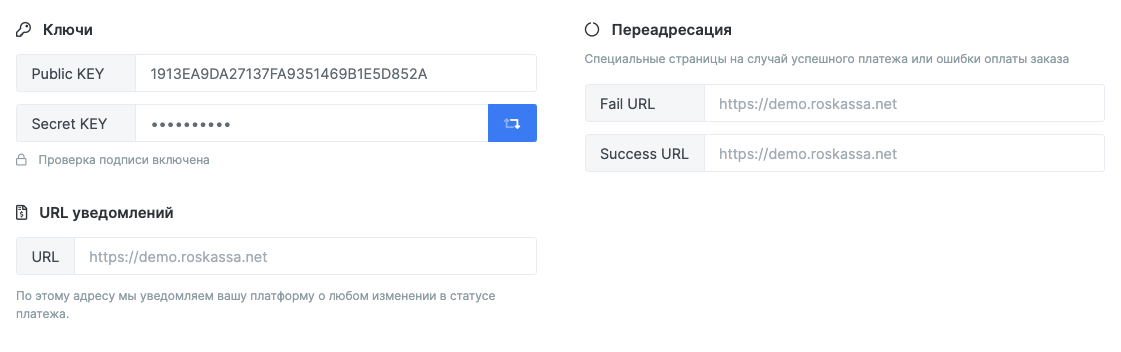 Ключи
Public KEY 1913EA9DA27137FA9351469B1E5D852A
Secret KEY ••••••••••
Проверка подписи включена
URL уведомлений
URL https://demo.roskassa.net
По этому адресу мы уведомляем вашу платформу о любом изменении в статусе
платежа.
Переадресация
Специальные страницы на случай успешного платежа или ошибки оплаты заказа
Fail URL https://demo.roskassa.net
Success URL https://demo.roskassa.net